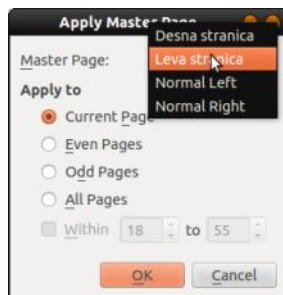 Apply Master Page
Desna stranica
Master Page:
Leva stranica
Normal Left
Normal Right
Apply to
Current Page
Even Pages
Odd Pages
All Pages
Within 18 to 55
OK Cancel